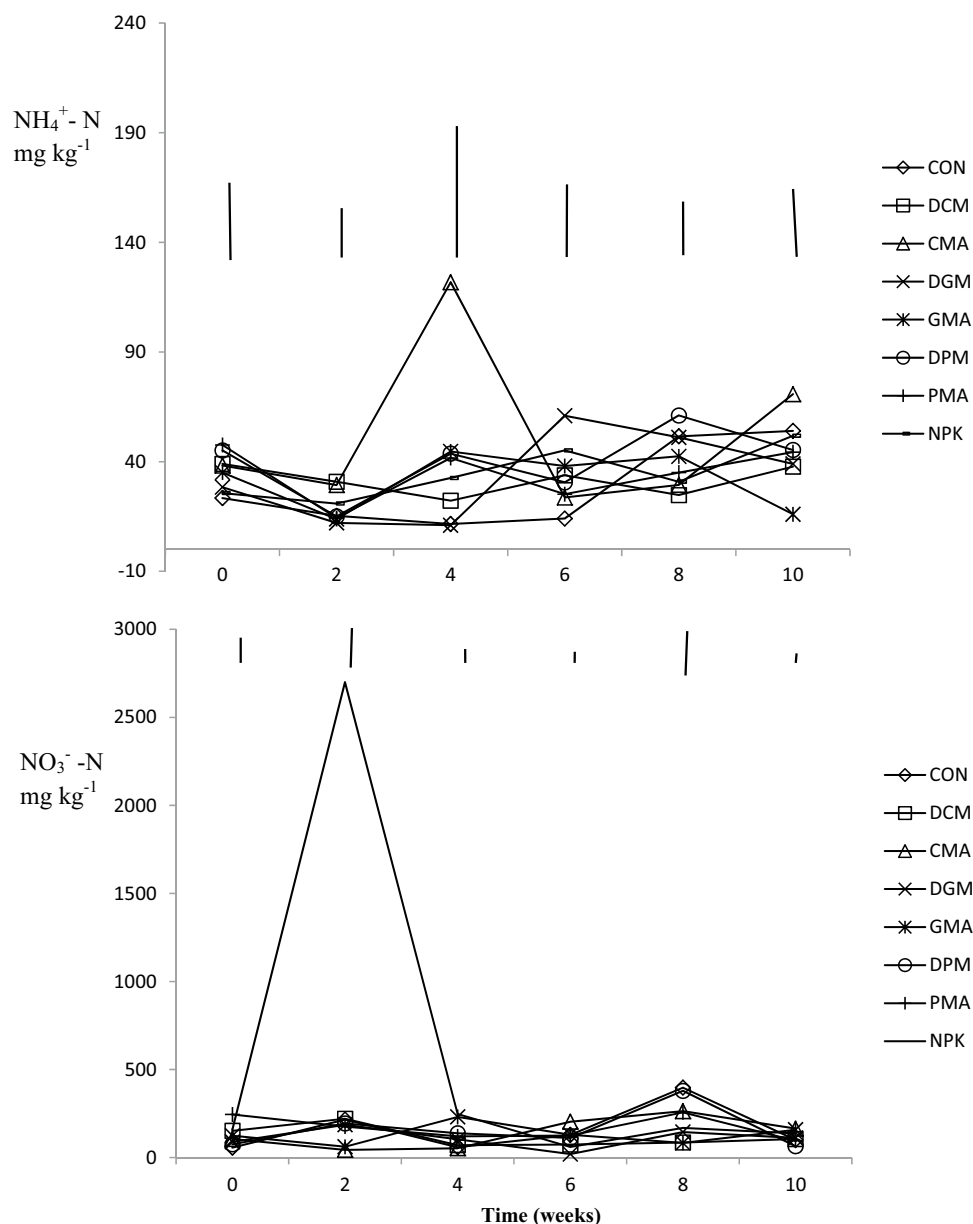 240
190
140
90
40
-10
NH₄⁺- N
mg kg⁻¹
0 2 4 6 8 10
CON
DCM
CMA
DGM
GMA
DPM
PMA
NPK
3000
2500
2000
1500
1000
500
0
NO₃⁻ -N
mg kg⁻¹
0 2 4 6 8 10
CON
DCM
CMA
DGM
GMA
DPM
PMA
NPK
Time (weeks)